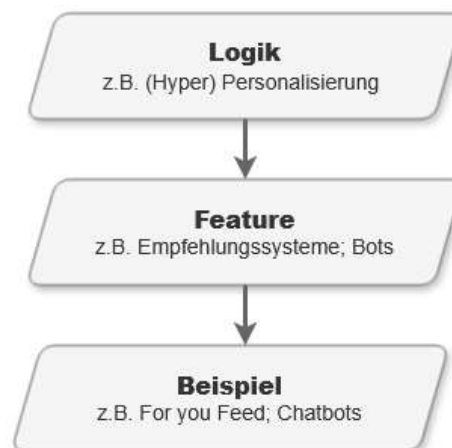 Logik
z.B. (Hyper) Personalisierung
Feature
z.B. Empfehlungssysteme; Bots
Beispiel
z.B. For you Feed; Chatbots